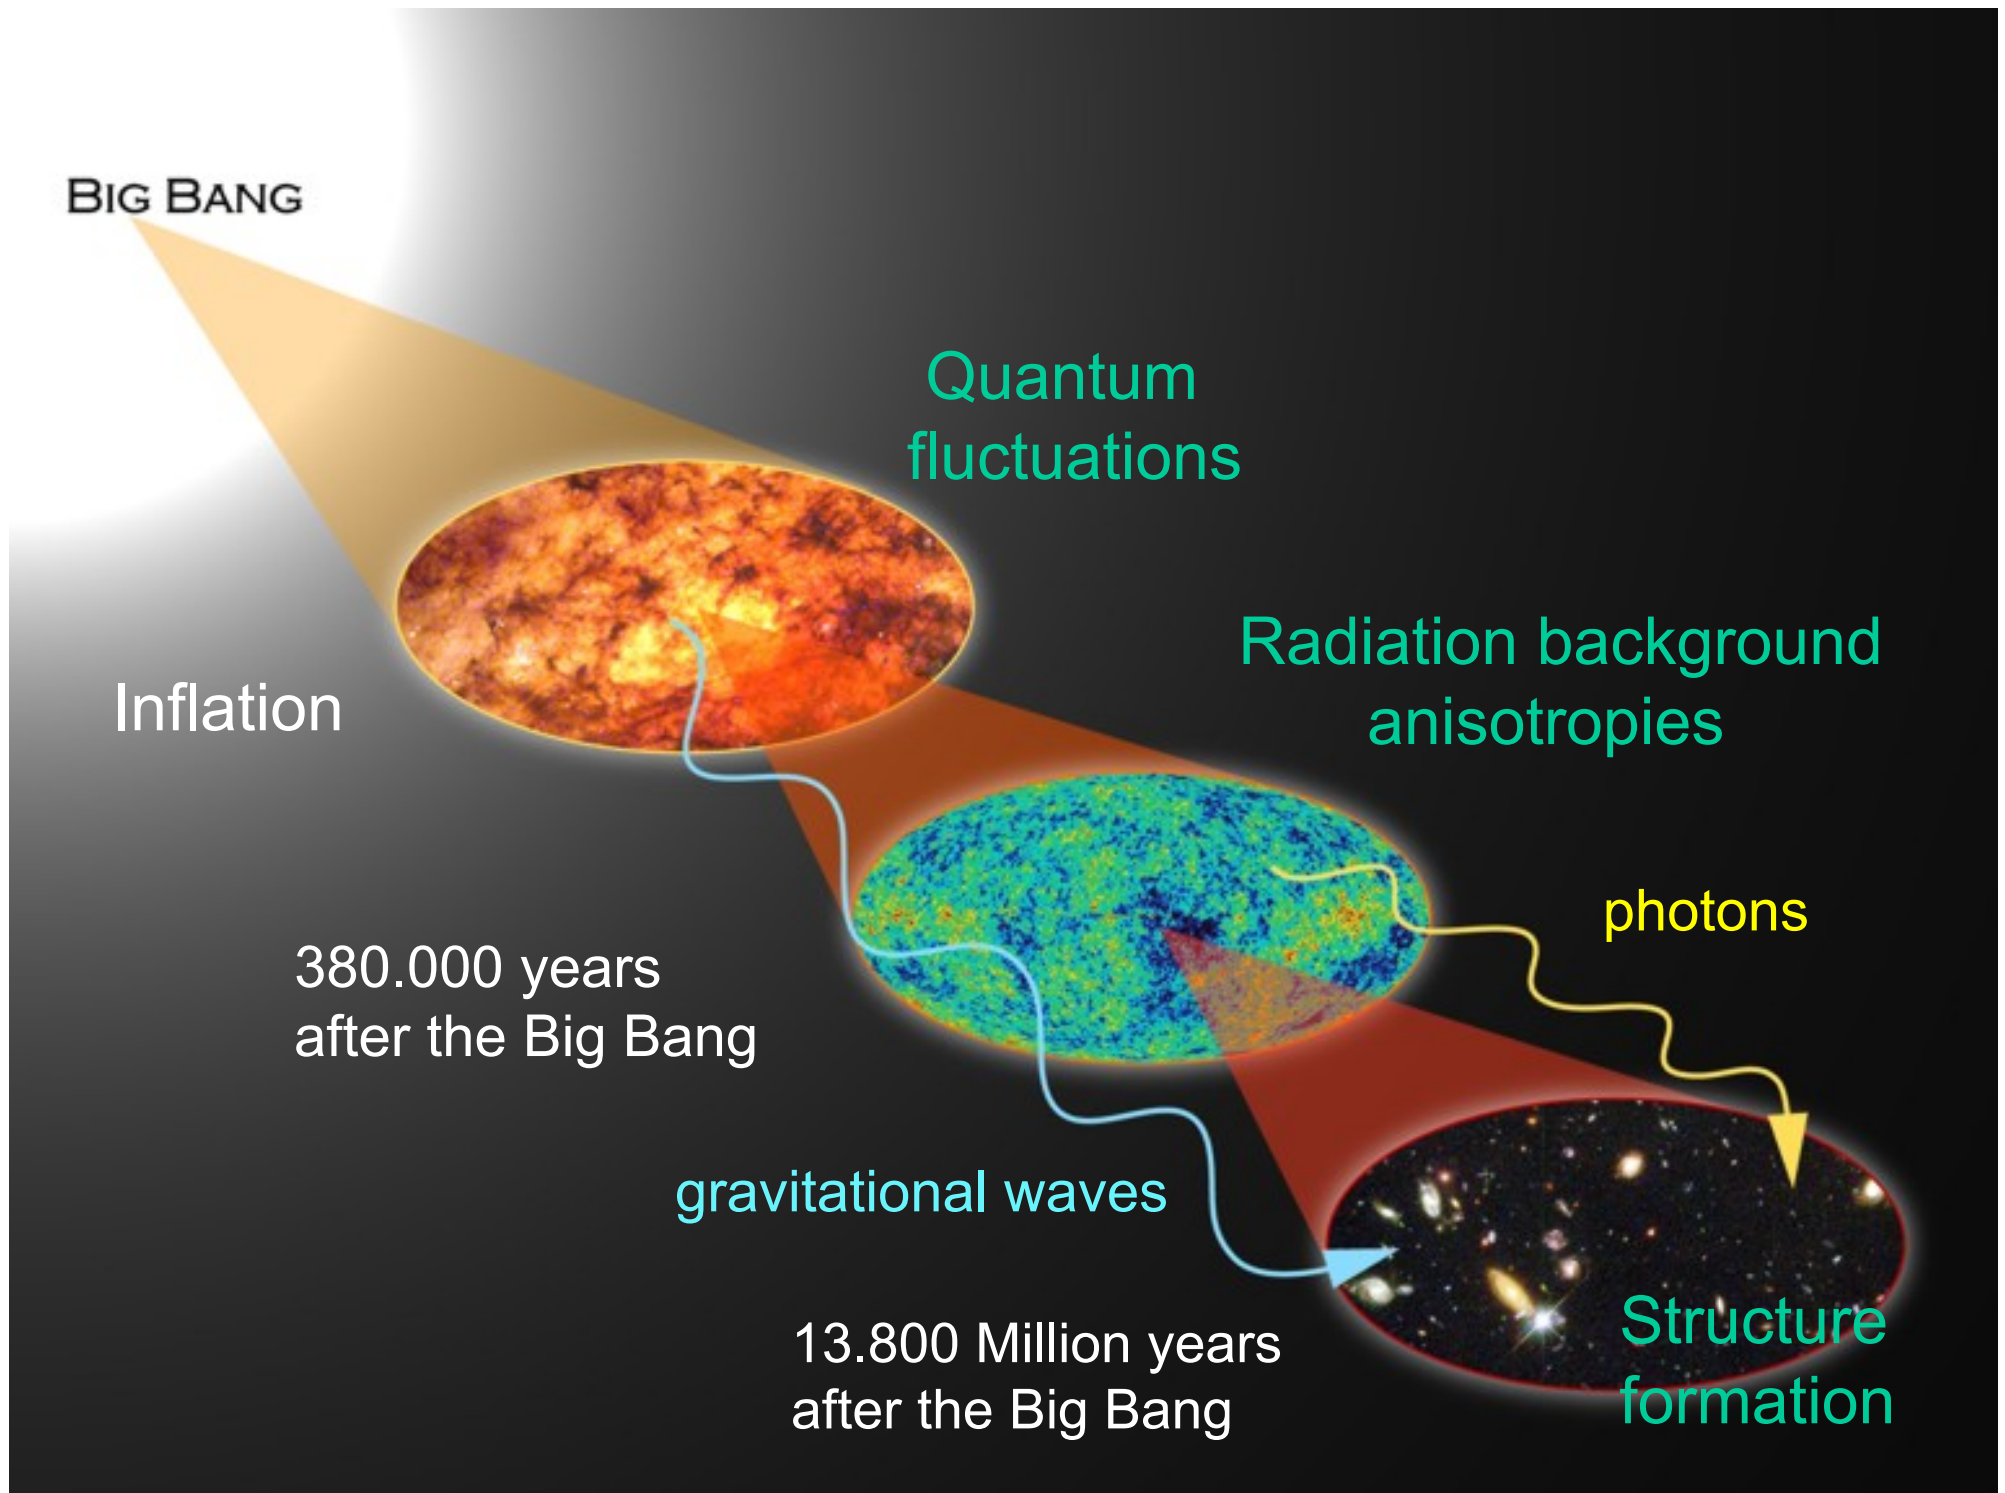 BIG BANG
Quantum
fluctuations
Radiation background
anisotropies
Inflation
photons
380.000 years
after the Big Bang
gravitational waves
13.800 Million years
after the Big Bang
Structure
formation